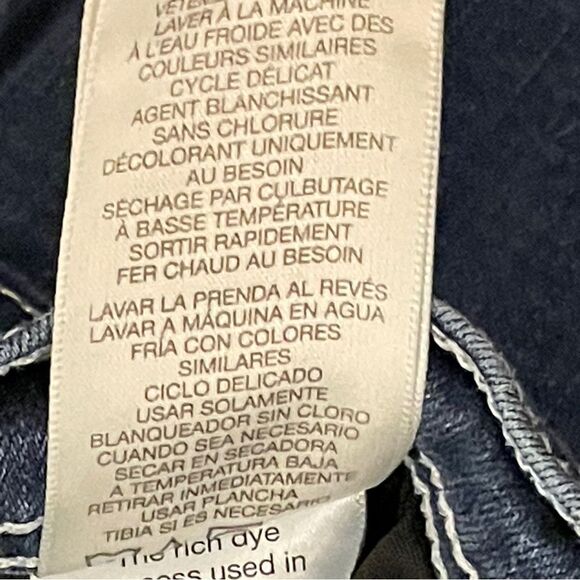 LAVER À LA MACHINE
À L'EAU FROIDE AVEC DES
COULEURS SIMILAIRES
CYCLE DÉLICAT
AGENT BLANCHISSANT
SANS CHLORURE
DÉCOLORANT UNIQUEMENT
AU BESOIN
SÉCHAGE PAR CULBUTAGE
À BASSE TEMPÉRATURE
SORTIR RAPIDEMENT
FER CHAUD AU BESOIN
LAVAR LA PRENDA AL REVÉS
LAVAR A MÁQUINA EN AGUA
FRÍA CON COLORES
SIMILARES
CICLO DELICADO
USAR SOLAMENTE
BLANQUEADOR SIN CLORO
CUANDO SEA NECESARIO
SECAR EN SECADORA
A TEMPERATURA BAJA
RETIRAR INMEDIATAMENTE
USAR PLANCHA
TIBIA SI ES NECESARIO
rich dye
used in